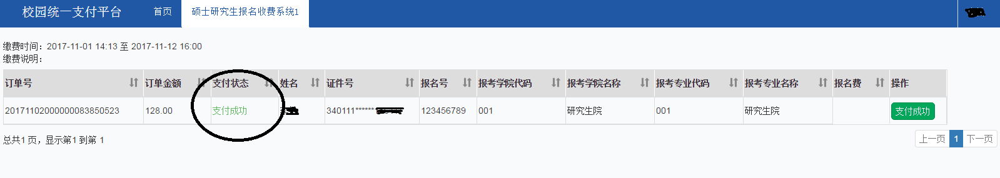 校园统一支付平台 首页 硕士研究生报名收费系统1
缴费时间：2017-11-01 14:13 至 2017-11-12 16:00
缴费说明：
订单号 订单金额 支付状态 姓名 证件号 报名号 报考学院代码 报考学院名称 报考专业代码 报考专业名称 报名费 操作
20171102000000083850523 128.00 支付成功 340111****** 123456789 001 研究生院 001 研究生院 支付成功
总共1 页，显示第1 到第 1 上一页 1 下一页